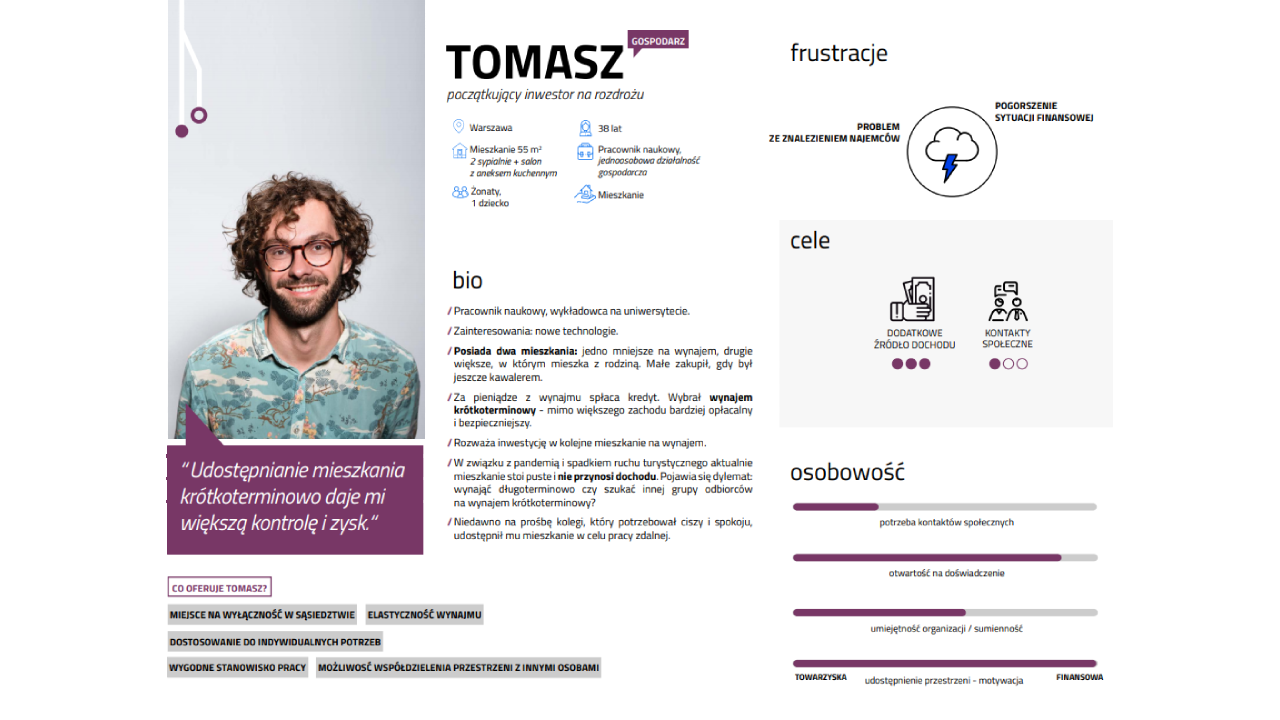 TOMASZ
GOSPODARZ
początkujący inwestor na rozdrożu
Warszawa
38 lat
Mieszkanie 55 m²
2 sypialnie + salon
z aneksem kuchennym
Pracownik naukowy,
jednoosobowa działalność
gospodarcza
Żonaty,
1 dziecko
Mieszkanie
bio
/ Pracownik naukowy, wykładowca na uniwersytecie.
/ Zainteresowania: nowe technologie.
/ Posiada dwa mieszkania: jedno mniejsze na wynajem, drugie
większe, w którym mieszka z rodziną. Małe zakupił, gdy był
jeszcze kawalerem.
/ Za pieniądze z wynajmu spłaca kredyt. Wybrał wynajem
krótkoterminowy - mimo większego zachodu bardziej opłacalny
i bezpieczniejszy.
/ Rozważa inwestycję w kolejne mieszkanie na wynajem.
/ W związku z pandemią i spadkiem ruchu turystycznego aktualnie
mieszkanie stoi puste i nie przynosi dochodu. Pojawia się dylemat:
wynająć długoterminowo czy szukać innej grupy odbiorców
na wynajem krótkoterminowy?
/ Niedawno na prośbę kolegi, który potrzebował ciszy i spokoju,
udostępnił mu mieszkanie w celu pracy zdalnej.
“Udostępnianie mieszkania
krótkoterminowo daje mi
większą kontrolę i zysk.“
CO OFERUJE TOMASZ?
MIEJSCE NA WYŁĄCZNOŚĆ W SĄSIEDZTWIE
ELASTYCZNOŚĆ WYNAJMU
DOSTOSOWANIE DO INDYWIDUALNYCH POTRZEB
WYGODNE STANOWISKO PRACY
MOŻLIWOSĆ WSPÓŁDZIELENIA PRZESTRZENI Z INNYMI OSOBAMI
frustracje
POGORSZENIE
SYTUACJI FINANSOWEJ
PROBLEM
ZE ZNALEZIENIEM NAJEMCÓW
cele
DODATKOWE
ŹRÓDŁO DOCHODU
KONTAKTY
SPOŁECZNE
osobowość
potrzeba kontaktów społecznych
otwartość na doświadczenie
umiejętność organizacji / sumienność
TOWARZYSKA
udostępnienie przestrzeni - motywacja
FINANSOWA